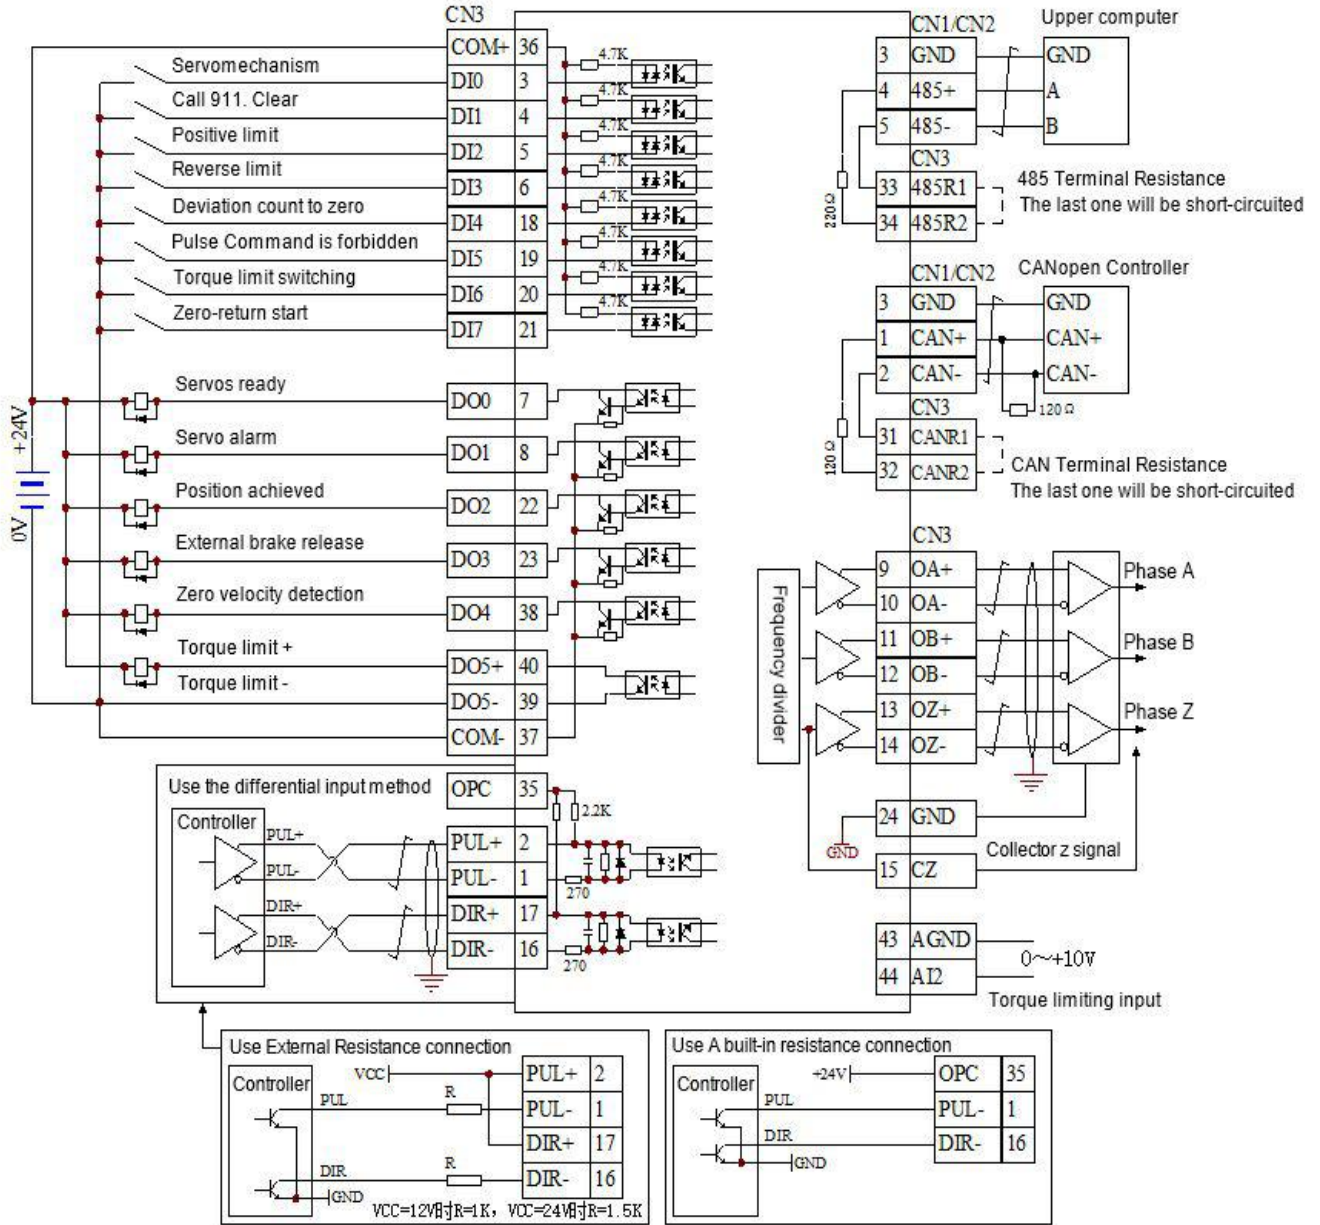 CN3
COM+ 36
Servomechanism
DI0 3
4.7K
Call 911. Clear
DI1 4
4.7K
Positive limit
DI2 5
4.7K
Reverse limit
DI3 6
4.7K
Deviation count to zero
DI4 18
4.7K
Pulse Command is forbidden
DI5 19
4.7K
Torque limit switching
DI6 20
4.7K
Zero-return start
DI7 21
4.7K
+24V
0V
Servos ready
DO0 7
Servo alarm
DO1 8
Position achieved
DO2 22
External brake release
DO3 23
Zero velocity detection
DO4 38
Torque limit +
DO5+ 40
Torque limit -
DO5- 39
COM- 37
Use the differential input method
OPC 35
2.2K
Controller
PUL+
PUL+ 2
PUL-
PUL- 1
270
DIR+
DIR+ 17
DIR-
DIR- 16
270
CN1/CN2
Upper computer
3 GND
GND
4 485+
A
5 485-
B
CN3
220Ω
33 485R1
34 485R2
485 Terminal Resistance
The last one will be short-circuited
CN1/CN2
CANopen Controller
3 GND
GND
1 CAN+
CAN+
2 CAN-
CAN-
120Ω
CN3
120Ω
31 CANR1
32 CANR2
CAN Terminal Resistance
The last one will be short-circuited
CN3
Frequency divider
9 OA+
10 OA-
Phase A
11 OB+
12 OB-
Phase B
13 OZ+
14 OZ-
Phase Z
24 GND
GND
Collector z signal
15 CZ
43 AGND
0～+10V
44 AI2
Torque limiting input
Use External Resistance connection
Controller
VCC
PUL+ 2
PUL
R
PUL- 1
DIR+ 17
DIR
R
DIR- 16
GND
VCC=12V时R=1K，VCC=24V时R=1.5K
Use A built-in resistance connection
Controller
+24V
OPC 35
PUL
PUL- 1
DIR
DIR- 16
GND